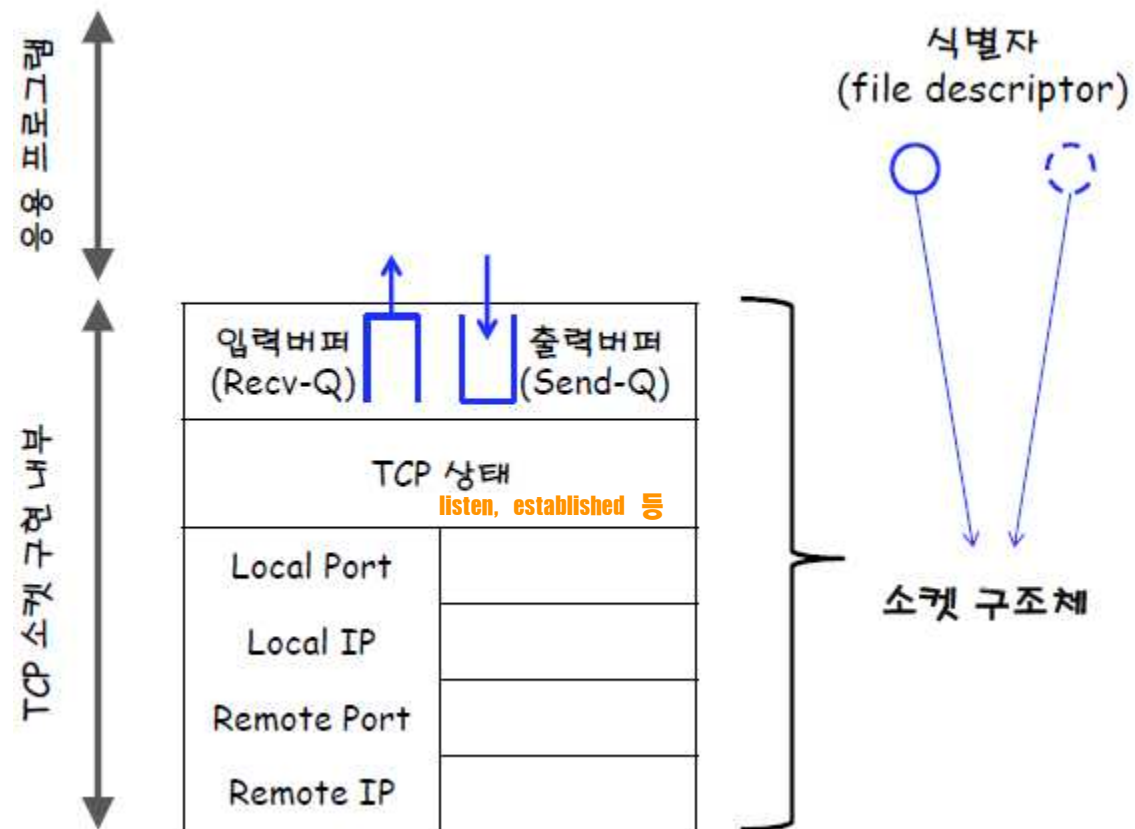 응용 프로그램
식별자
(file descriptor)
입력버퍼
(Recv-Q)
출력버퍼
(Send-Q)
TCP 상태
listen, established 등
TCP 소켓 구현 내부
Local Port
Local IP
Remote Port
Remote IP
소켓 구조체